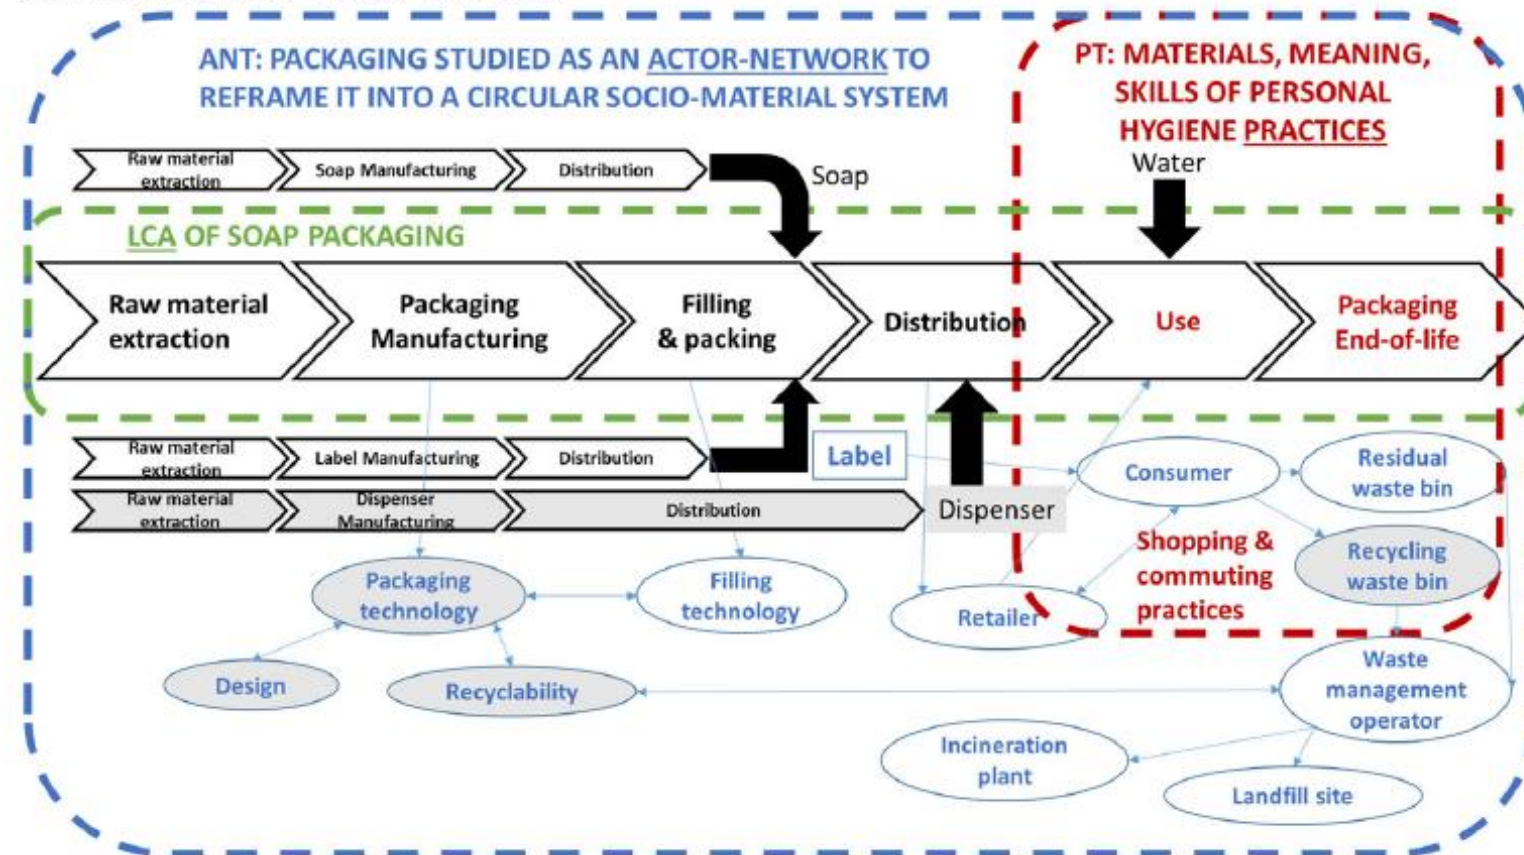 ANT: PACKAGING STUDIED AS AN ACTOR-NETWORK TO
REFRAME IT INTO A CIRCULAR SOCIO-MATERIAL SYSTEM
PT: MATERIALS, MEANING,
SKILLS OF PERSONAL
HYGIENE PRACTICES
Raw material
extraction
Soap Manufacturing
Distribution
Soap
Water
LCA OF SOAP PACKAGING
Raw material
extraction
Packaging
Manufacturing
Filling
& packing
Distribution
Use
Packaging
End-of-life
Raw material
extraction
Label Manufacturing
Distribution
Label
Raw material
extraction
Dispenser
Manufacturing
Distribution
Dispenser
Consumer
Residual
waste bin
Shopping &
commuting
practices
Recycling
waste bin
Packaging
technology
Filling
technology
Retailer
Design
Recyclability
Waste
management
operator
Incineration
plant
Landfill site